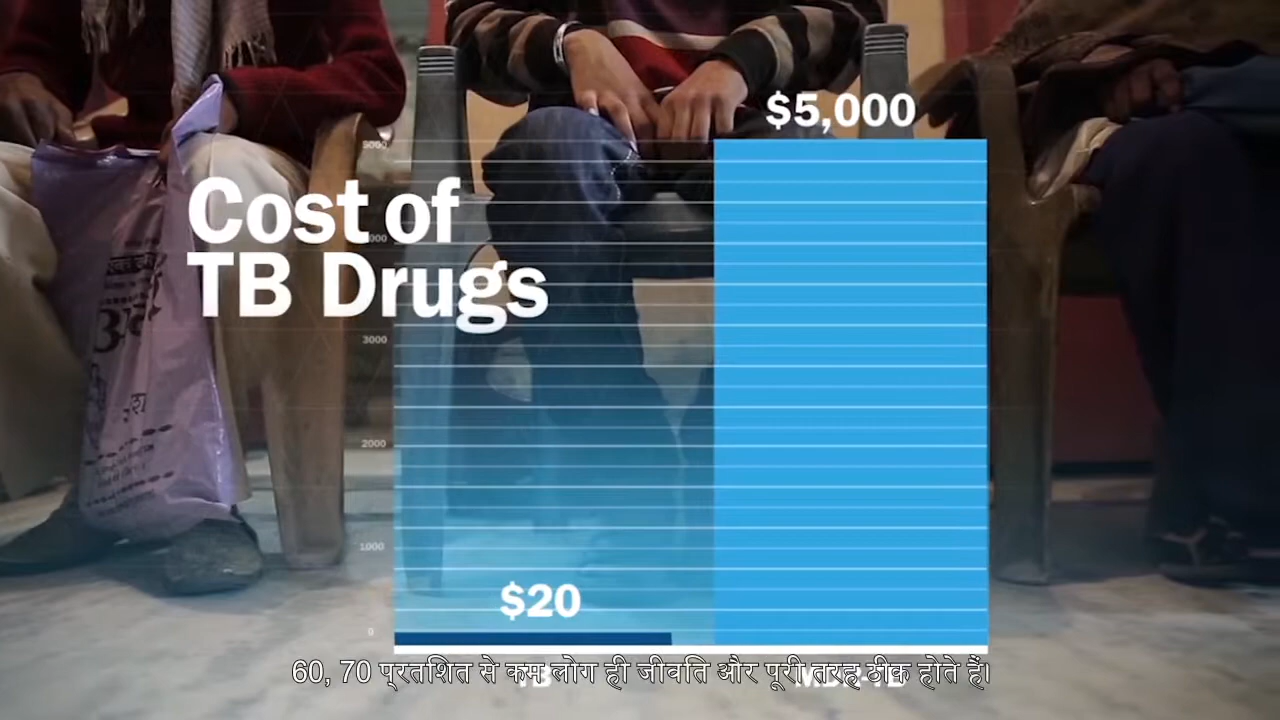 $5,000
5000
Cost of
TB Drugs
3000
2000
1000
$20
0
TB
60, 70 प्रतिशत से कम लोग ही जीवित और पूरी तरह ठीक होते हैं।